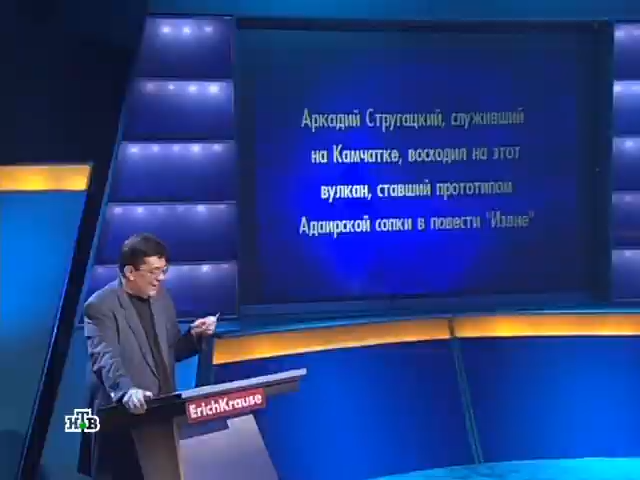 Аркадий Стругацкий, служивший
на Камчатке, восходил на этот
вулкан, ставший прототипом
Адаирской сопки в повести "Извне"
ErichKrause
НТВ